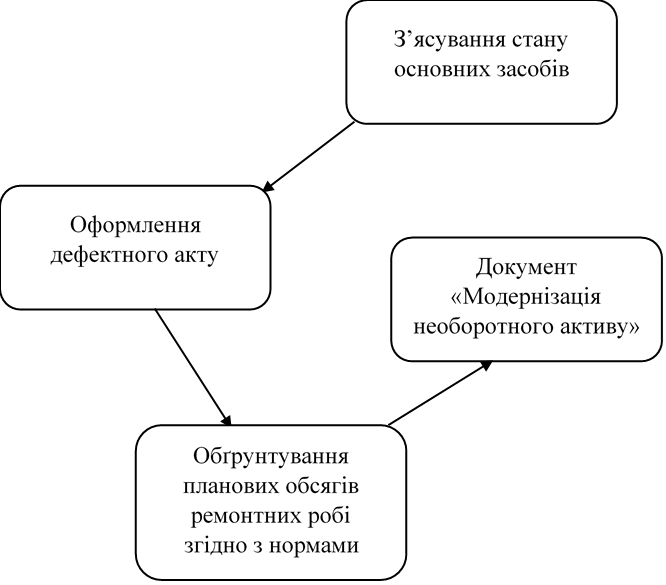 З’ясування стану
основних засобів
Оформлення
дефектного акту
Документ
«Модернізація
необоротного активу»
Обґрунтування
планових обсягів
ремонтних робі
згідно з нормами